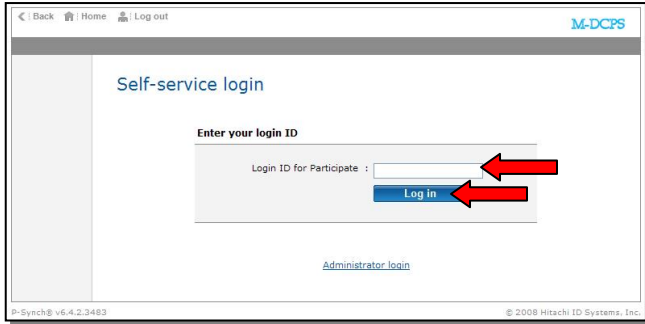 Back Home Log out
M-DCPS
Self-service login
Enter your login ID
Login ID for Participate :
Log in
Administrator login
P-Synch® v6.4.2.3483 © 2008 Hitachi ID Systems, Inc.